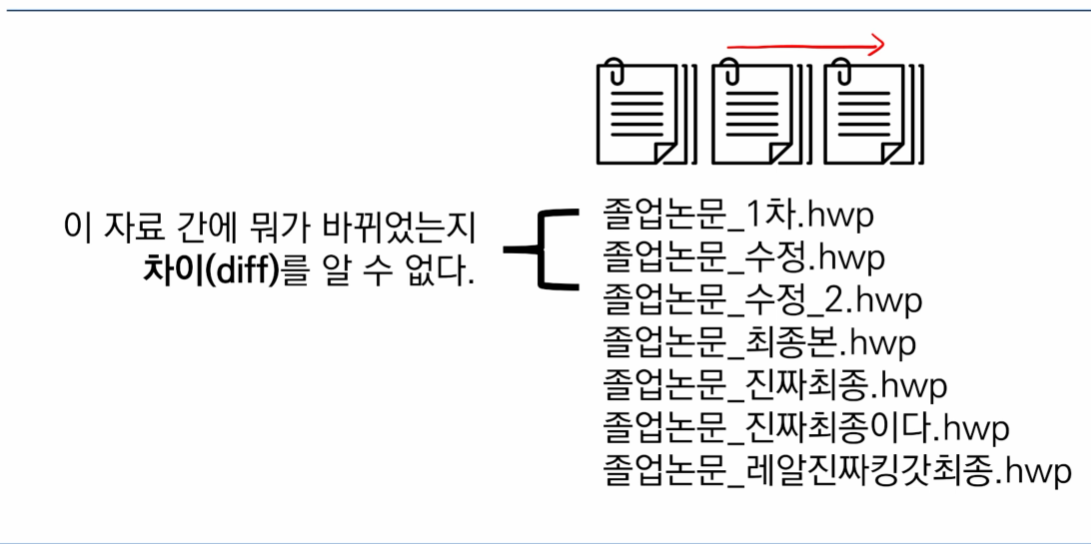 이 자료 간에 뭐가 바뀌었는지
차이(diff)를 알 수 없다.
졸업논문_1차.hwp
졸업논문_수정.hwp
졸업논문_수정_2.hwp
졸업논문_최종본.hwp
졸업논문_진짜최종.hwp
졸업논문_진짜최종이다.hwp
졸업논문_레알진짜킹갓최종.hwp